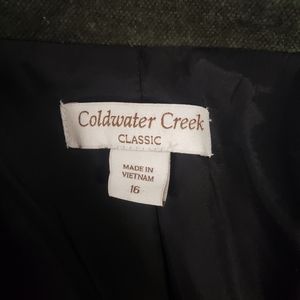 Coldwater Creek
CLASSIC
MADE IN
VIETNAM
16